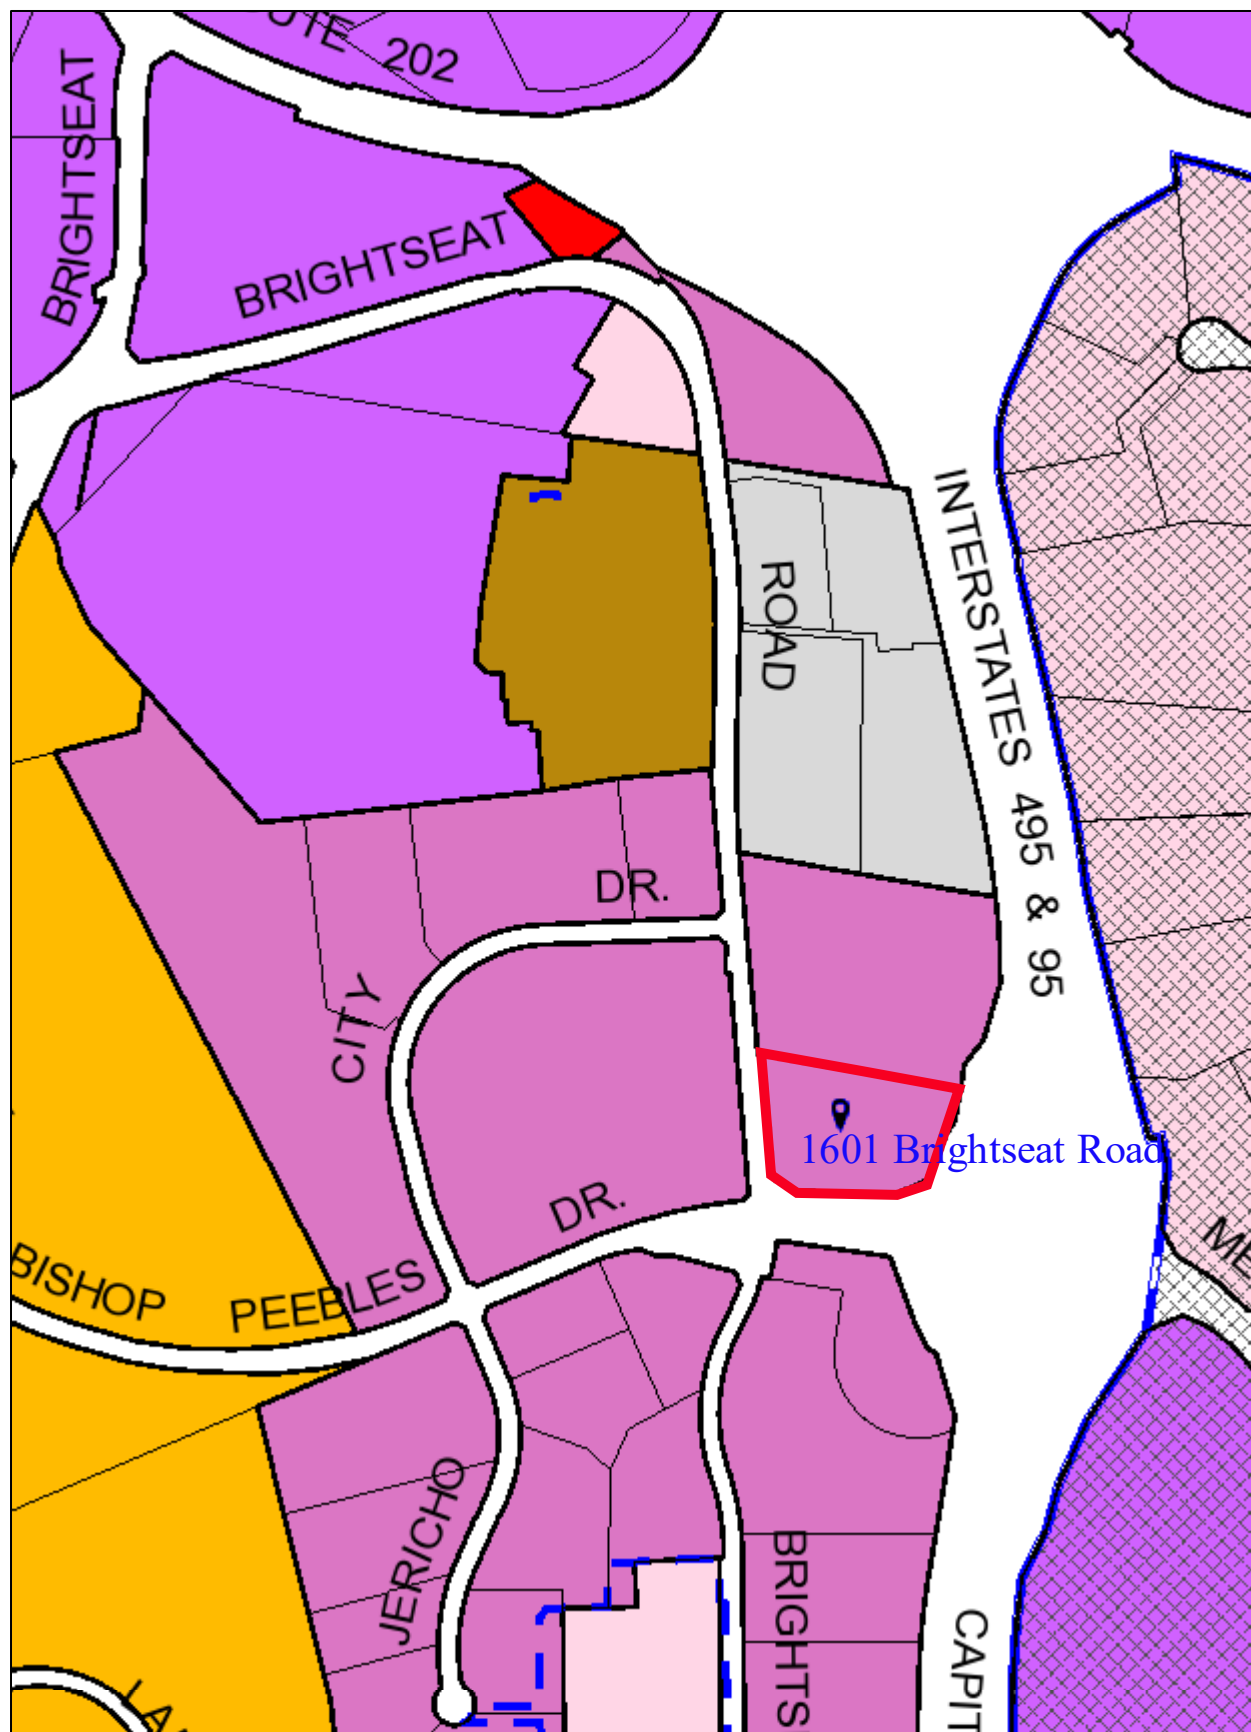 202
BRIGHTSEAT
BRIGHTSEAT
INTERSTATES 495 & 95
ROAD
DR.
CITY
1601 Brightseat Road
DR.
BISHOP PEEBLES
JERICHO
BRIGHTS
CAPIT